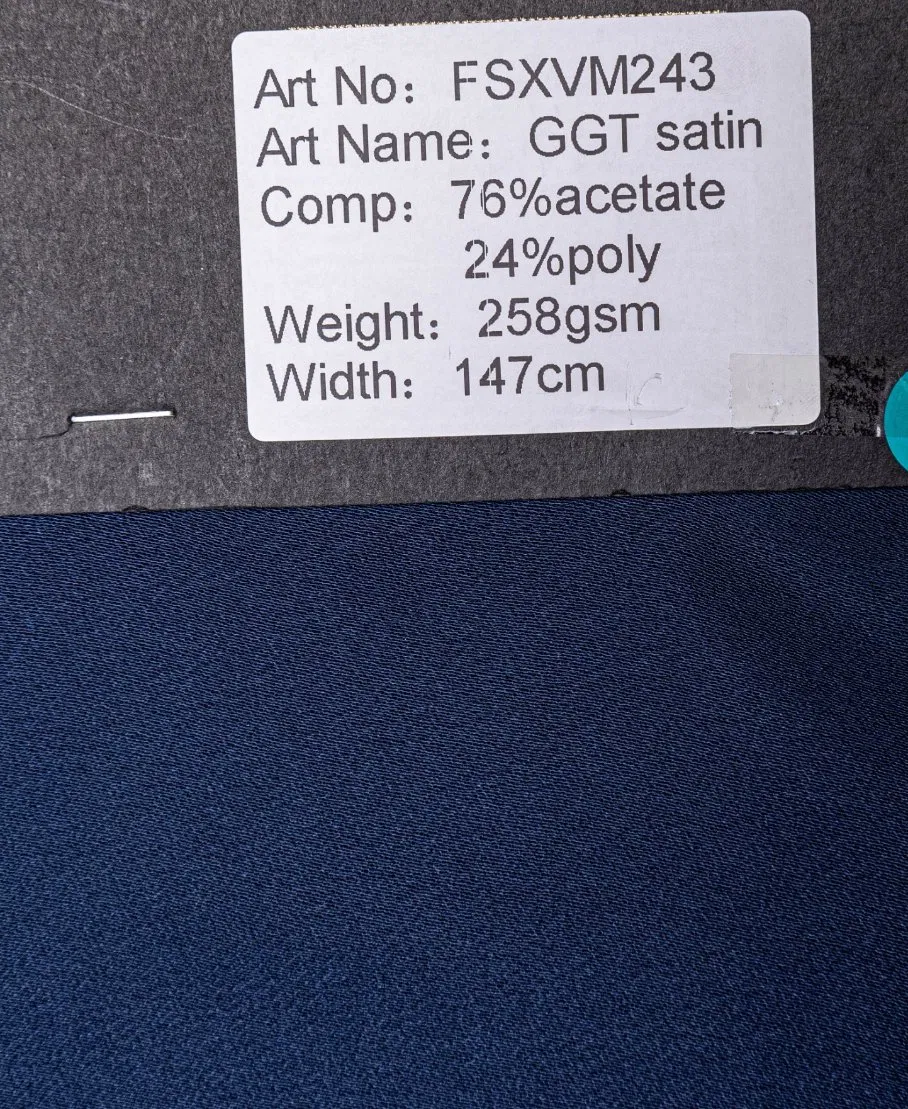 Art No： FSXVM243
Art Name： GGT satin
Comp： 76%acetate
24%poly
Weight： 258gsm
Width： 147cm